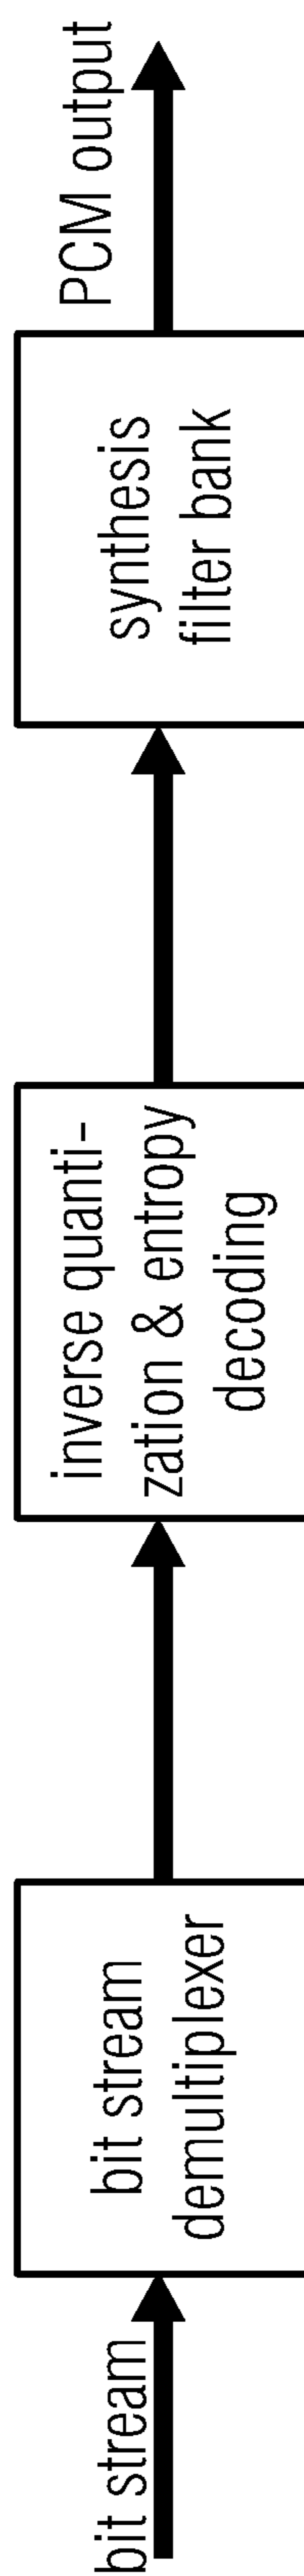 bit stream
bit stream
demultiplexer
inverse quanti-
zation & entropy
decoding
synthesis
filter bank
PCM output